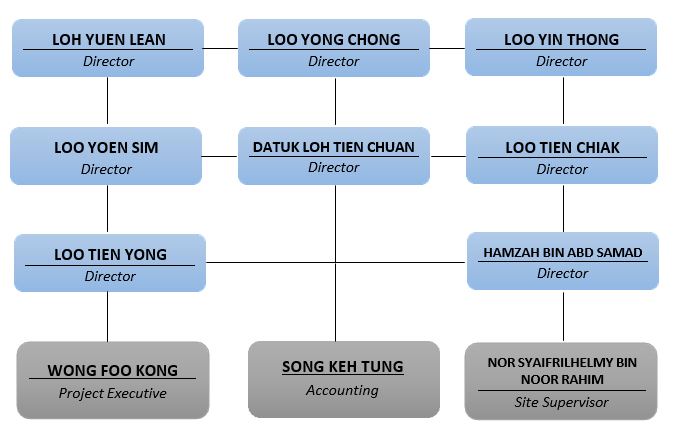 LOH YUEN LEAN
Director
LOO YONG CHONG
Director
LOO YIN THONG
Director
LOO YOEN SIM
Director
DATUK LOH TIEN CHUAN
Director
LOO TIEN CHIAK
Director
LOO TIEN YONG
Director
HAMZAH BIN ABD SAMAD
Director
WONG FOO KONG
Project Executive
SONG KEH TUNG
Accounting
NOR SYAIFRILHELMY BIN
NOOR RAHIM
Site Supervisor